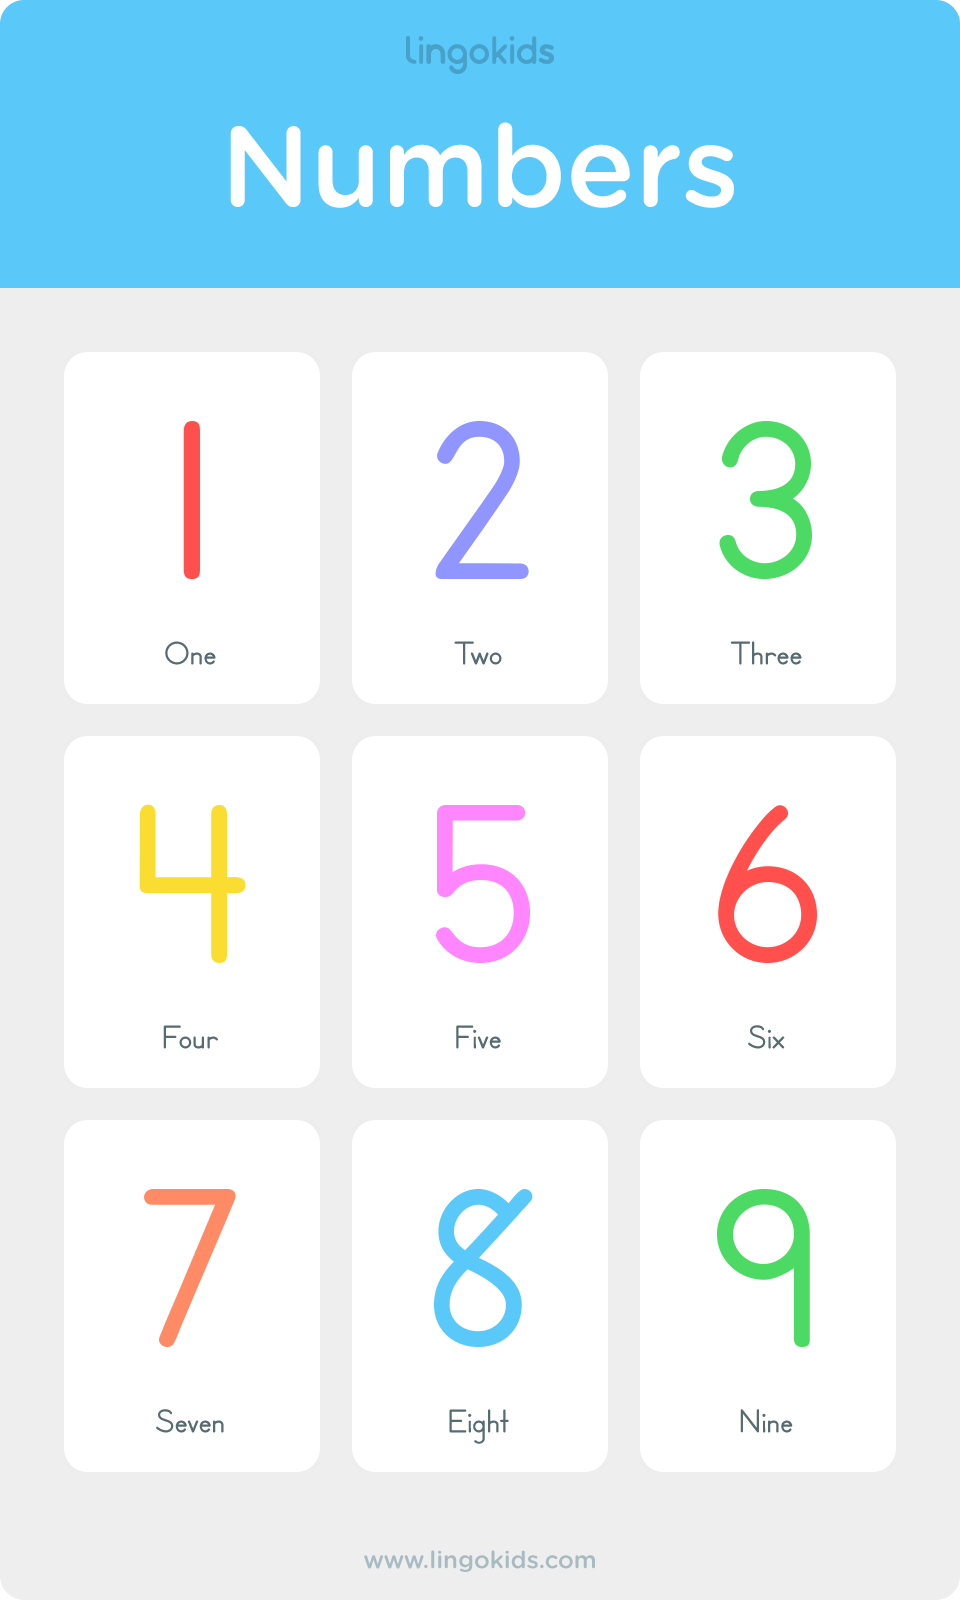 lingokids
Numbers
1 2 3
One Two Three
4 5 6
Four Five Six
7 8 9
Seven Eight Nine
www.lingokids.com